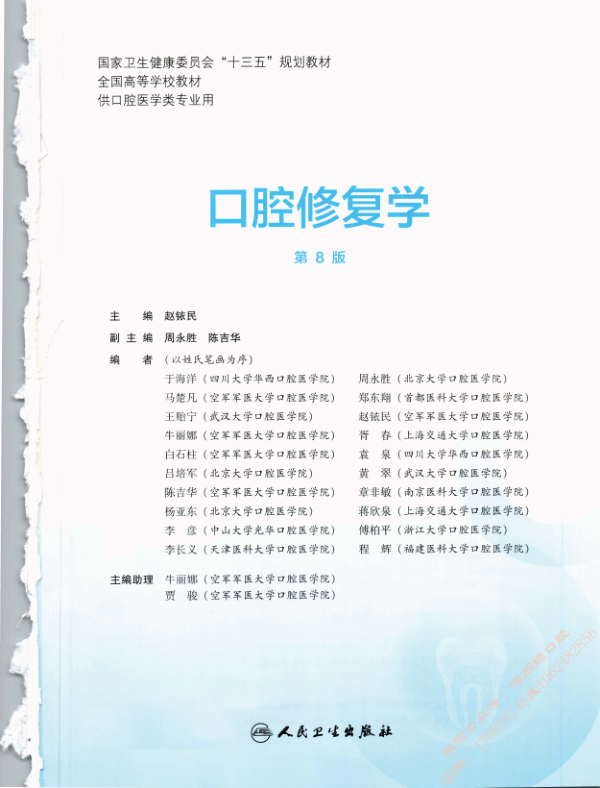 国家卫生健康委员会“十三五”规划教材
全国高等学校教材
供口腔医学类专业用
口腔修复学
第 8 版
主 编 赵铱民
副 主 编 周永胜 陈吉华
编 者 (以姓氏笔画为序)
于海洋(四川大学华西口腔医学院) 周永胜(北京大学口腔医学院)
马楚凡(空军军医大学口腔医学院) 郑东翔(首都医科大学口腔医学院)
王贻宁(武汉大学口腔医学院) 赵铱民(空军军医大学口腔医学院)
牛丽娜(空军军医大学口腔医学院) 胥 春(上海交通大学口腔医学院)
白石柱(空军军医大学口腔医学院) 袁 泉(四川大学华西口腔医学院)
吕培军(北京大学口腔医学院) 黄 翠(武汉大学口腔医学院)
陈吉华(空军军医大学口腔医学院) 章非敏(南京医科大学口腔医学院)
杨亚东(北京大学口腔医学院) 蒋欣泉(上海交通大学口腔医学院)
李 彦(中山大学光华口腔医学院) 傅柏平(浙江大学口腔医学院)
李长义(天津医科大学口腔医学院) 程 辉(福建医科大学口腔医学院)
主编助理 牛丽娜(空军军医大学口腔医学院)
贾 骏(空军军医大学口腔医学院)
人民卫生出版社